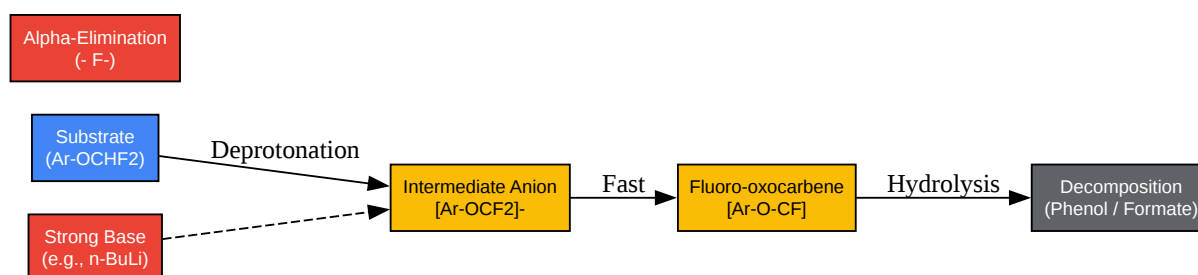 Alpha-Elimination
(- F-)
Substrate
(Ar-OCHF2)
Deprotonation
Strong Base
(e.g., n-BuLi)
Intermediate Anion
[Ar-OCF2]-
Fast
Fluoro-oxocarbene
[Ar-O-CF]
Hydrolysis
Decomposition
(Phenol / Formate)